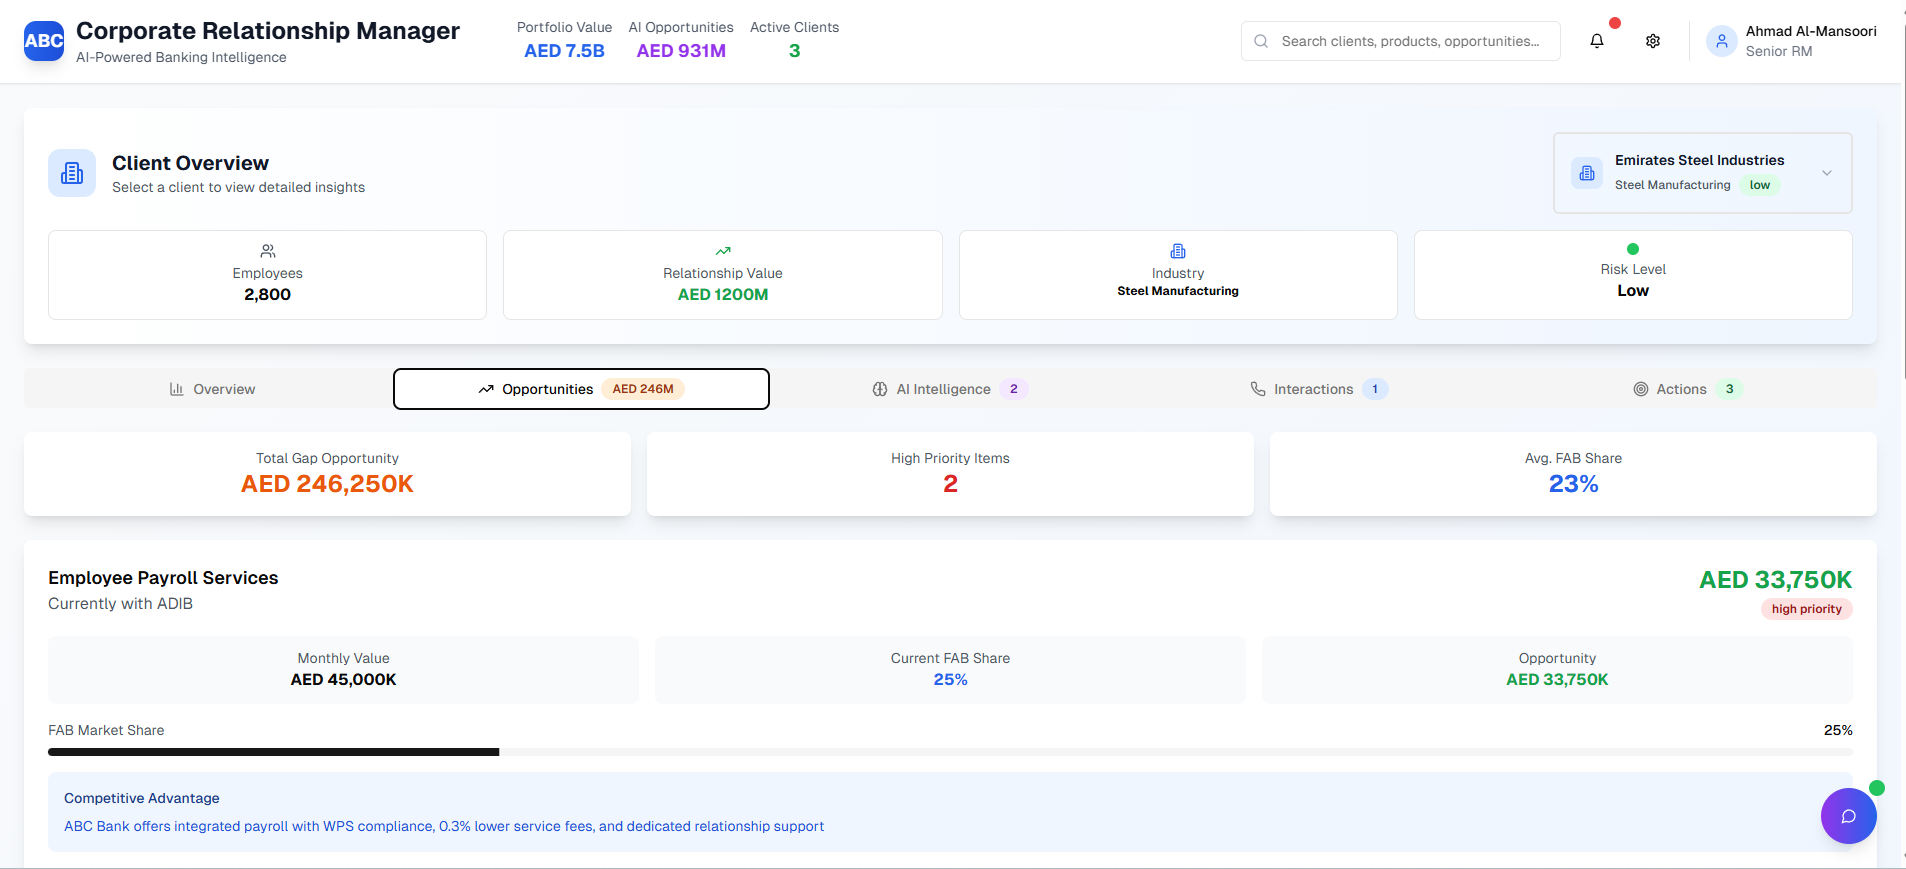 ABC
Corporate Relationship Manager
AI-Powered Banking Intelligence
Portfolio Value
AED 7.5B
AI Opportunities
AED 931M
Active Clients
3
Search clients, products, opportunities...
Ahmad Al-Mansoori
Senior RM
Client Overview
Select a client to view detailed insights
Emirates Steel Industries
Steel Manufacturing low
Employees
2,800
Relationship Value
AED 1200M
Industry
Steel Manufacturing
Risk Level
Low
Overview
Opportunities AED 246M
AI Intelligence 2
Interactions 1
Actions 3
Total Gap Opportunity
AED 246,250K
High Priority Items
2
Avg. FAB Share
23%
Employee Payroll Services
Currently with ADIB
AED 33,750K
high priority
Monthly Value
AED 45,000K
Current FAB Share
25%
Opportunity
AED 33,750K
FAB Market Share
25%
Competitive Advantage
ABC Bank offers integrated payroll with WPS compliance, 0.3% lower service fees, and dedicated relationship support